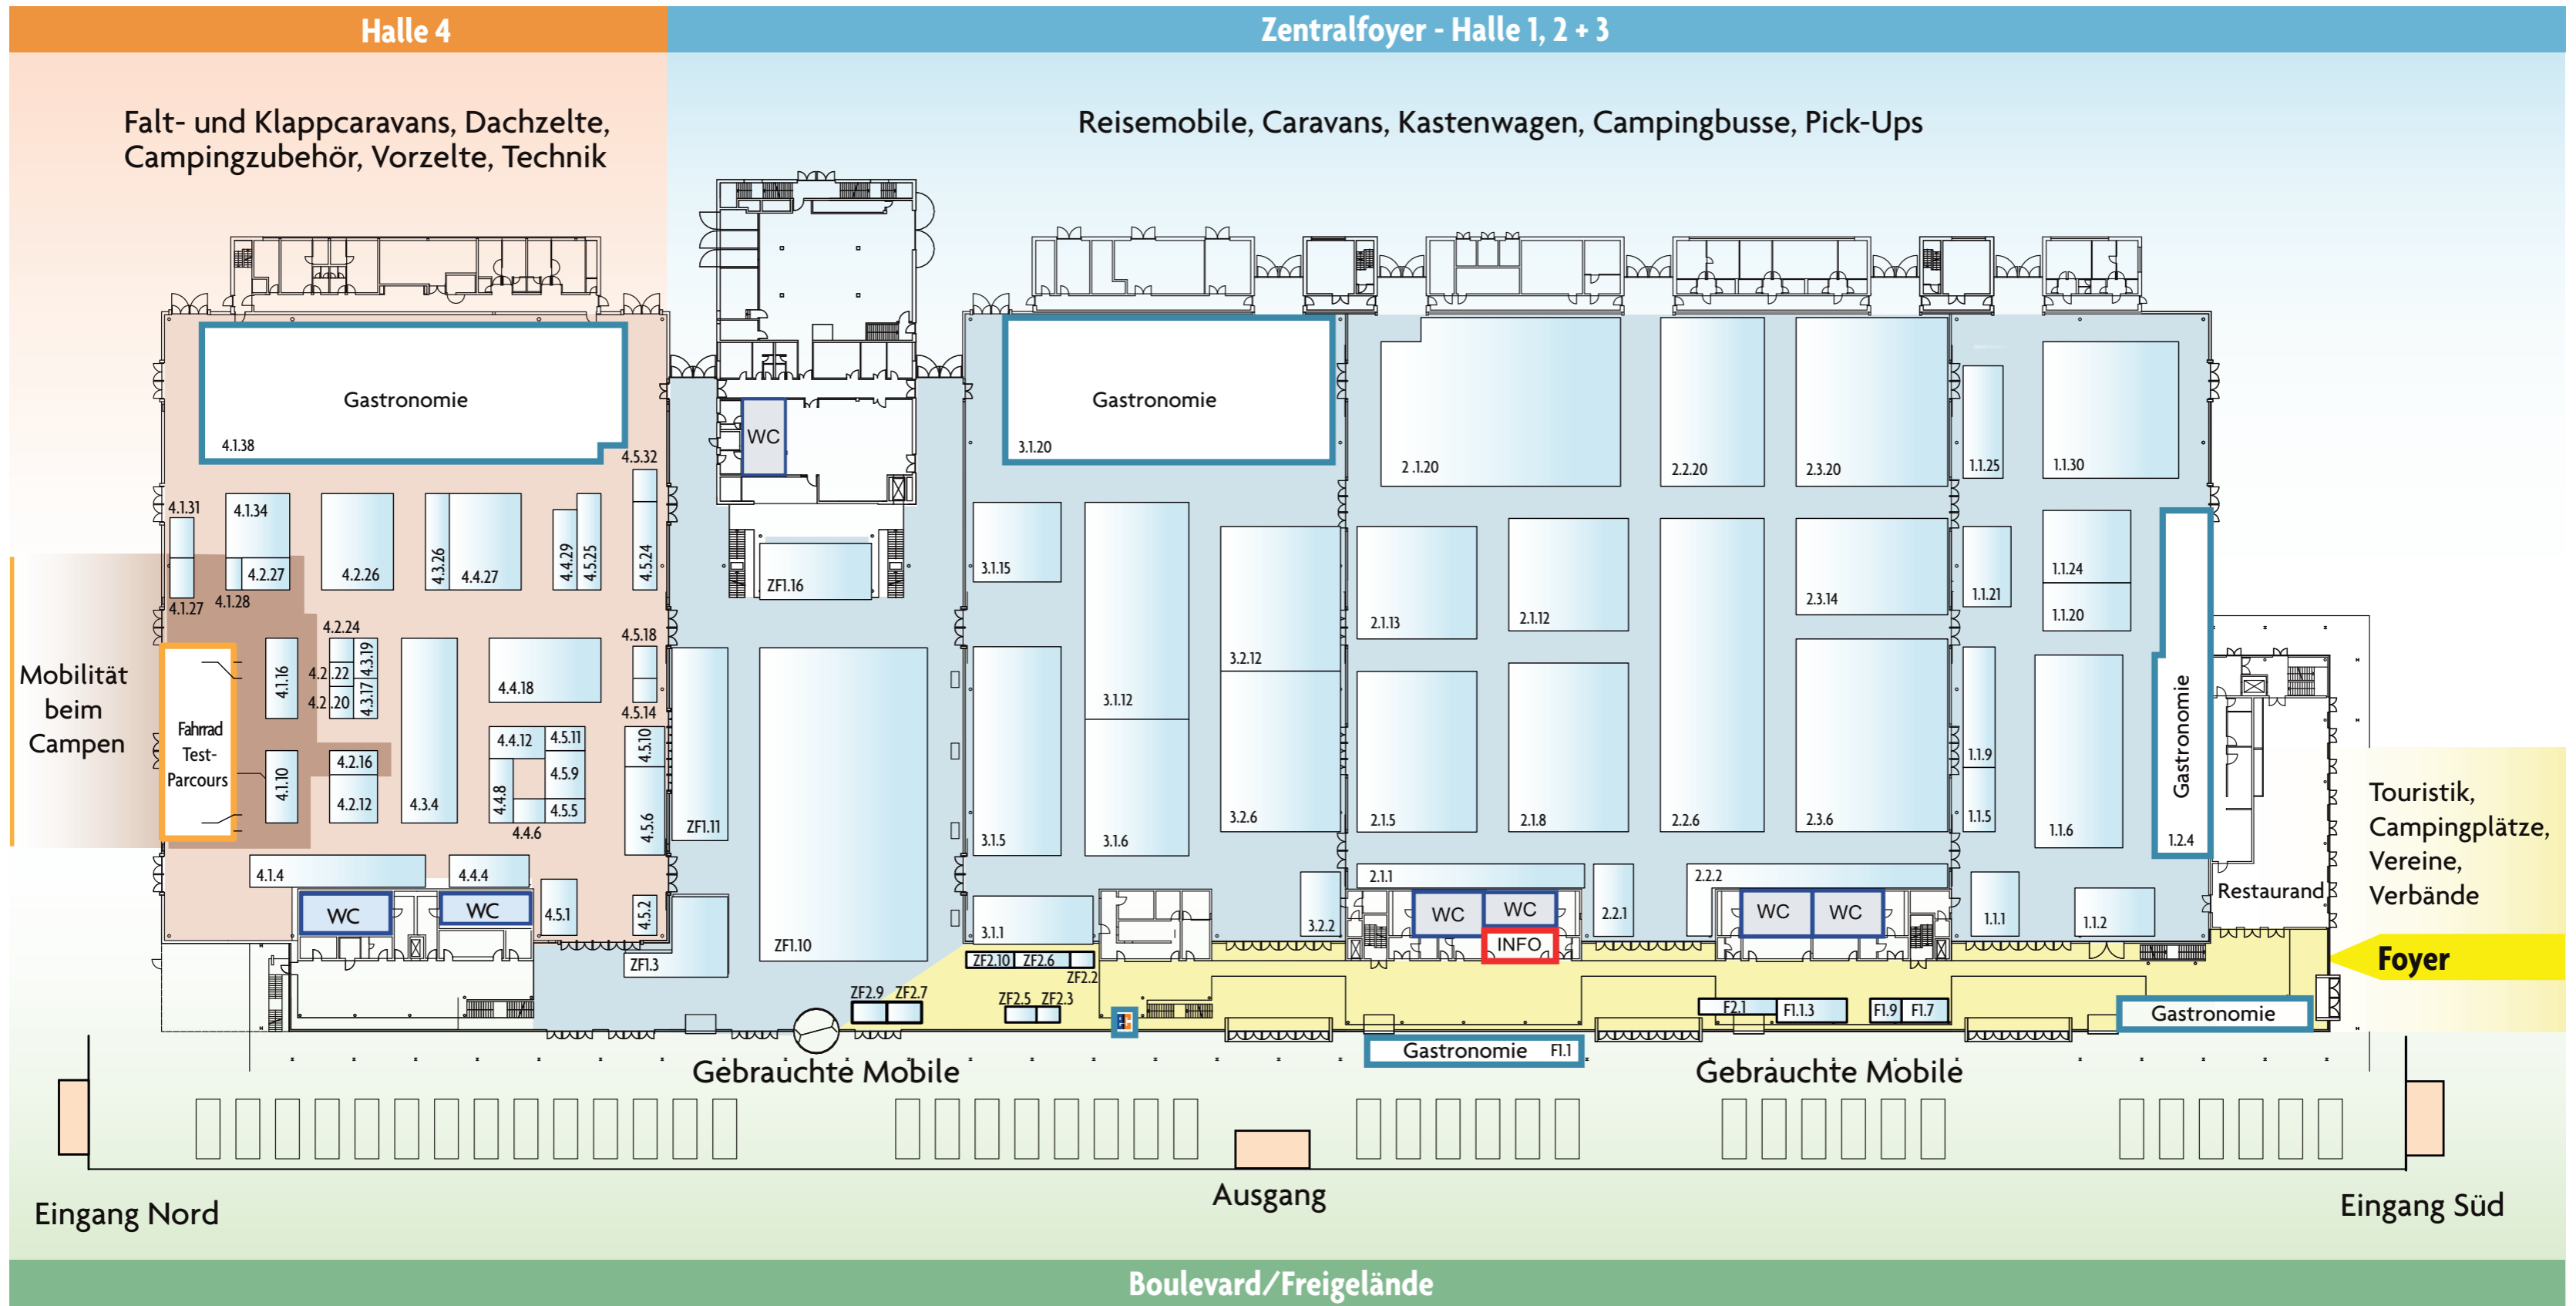 Halle 4
Zentralfoyer - Halle 1, 2 + 3
Falt- und Klappcaravans, Dachzelte,
Campingzubehör, Vorzelte, Technik
Reisemobile, Caravans, Kastenwagen, Campingbusse, Pick-Ups
Gastronomie
4.1.38
4.5.32
4.1.31
4.1.34
4.2.27
4.1.27
4.1.28
4.2.26
4.3.26
4.4.27
4.4.29
4.5.25
4.5.24
Mobilität
beim
Campen
Fahrrad
Test-
Parcours
4.1.16
4.1.10
4.2.24
4.2.22
4.2.20
4.3.19
4.3.17
4.2.16
4.2.12
4.3.4
4.4.18
4.5.18
4.5.14
4.4.12
4.5.11
4.5.9
4.4.8
4.5.5
4.4.6
4.5.10
4.5.6
4.1.4
4.4.4
4.5.1
4.5.2
WC
WC
WC
ZF1.16
ZF1.11
ZF1.10
ZF1.3
Gastronomie
3.1.20
3.1.15
3.1.12
3.2.12
3.1.5
3.1.6
3.2.6
3.1.1
3.2.2
2 .1.20
2.2.20
2.3.20
2.1.13
2.1.12
2.3.14
2.1.5
2.1.8
2.2.6
2.3.6
2.1.1
2.2.1
2.2.2
WC
WC
INFO
WC
WC
1.1.25
1.1.30
1.1.21
1.1.24
1.1.20
1.1.9
1.1.5
1.1.6
Gastronomie
1.2.4
1.1.1
1.1.2
Restaurand
Touristik,
Campingplätze,
Vereine,
Verbände
Foyer
ZF2.10
ZF2.6
ZF2.2
ZF2.9
ZF2.7
ZF2.5
ZF2.3
F2.1
F1.1.3
F1.9
F1.7
Gastronomie
Gastronomie F1.1
Gebrauchte Mobile
Gebrauchte Mobile
Eingang Nord
Ausgang
Eingang Süd
Boulevard/Freigelände